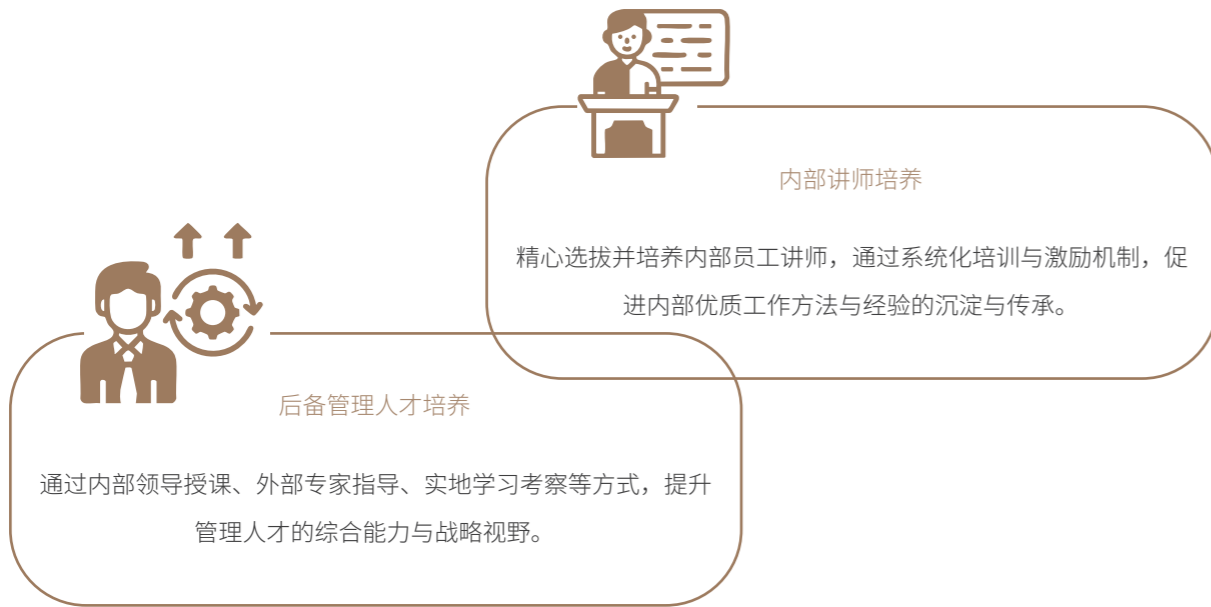 内部讲师培养
精心选拔并培养内部员工讲师，通过系统化培训与激励机制，促
进内部优质工作方法与经验的沉淀与传承。
后备管理人才培养
通过内部领导授课、外部专家指导、实地学习考察等方式，提升
管理人才的综合能力与战略视野。